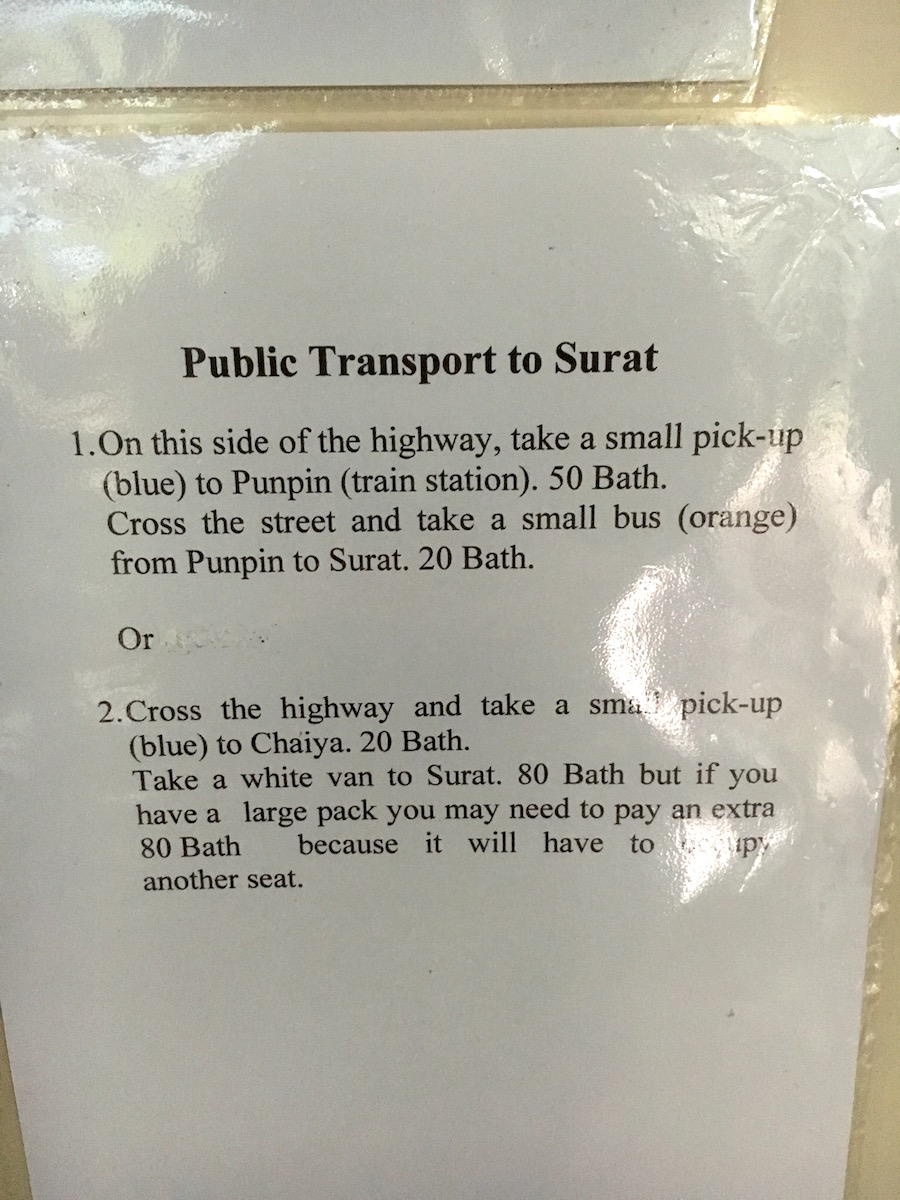 Public Transport to Surat
1.On this side of the highway, take a small pick-up
(blue) to Punpin (train station). 50 Bath.
Cross the street and take a small bus (orange)
from Punpin to Surat. 20 Bath.
Or
2.Cross the highway and take a small pick-up
(blue) to Chaiya. 20 Bath.
Take a white van to Surat. 80 Bath but if you
have a large pack you may need to pay an extra
80 Bath because it will have to occupy
another seat.